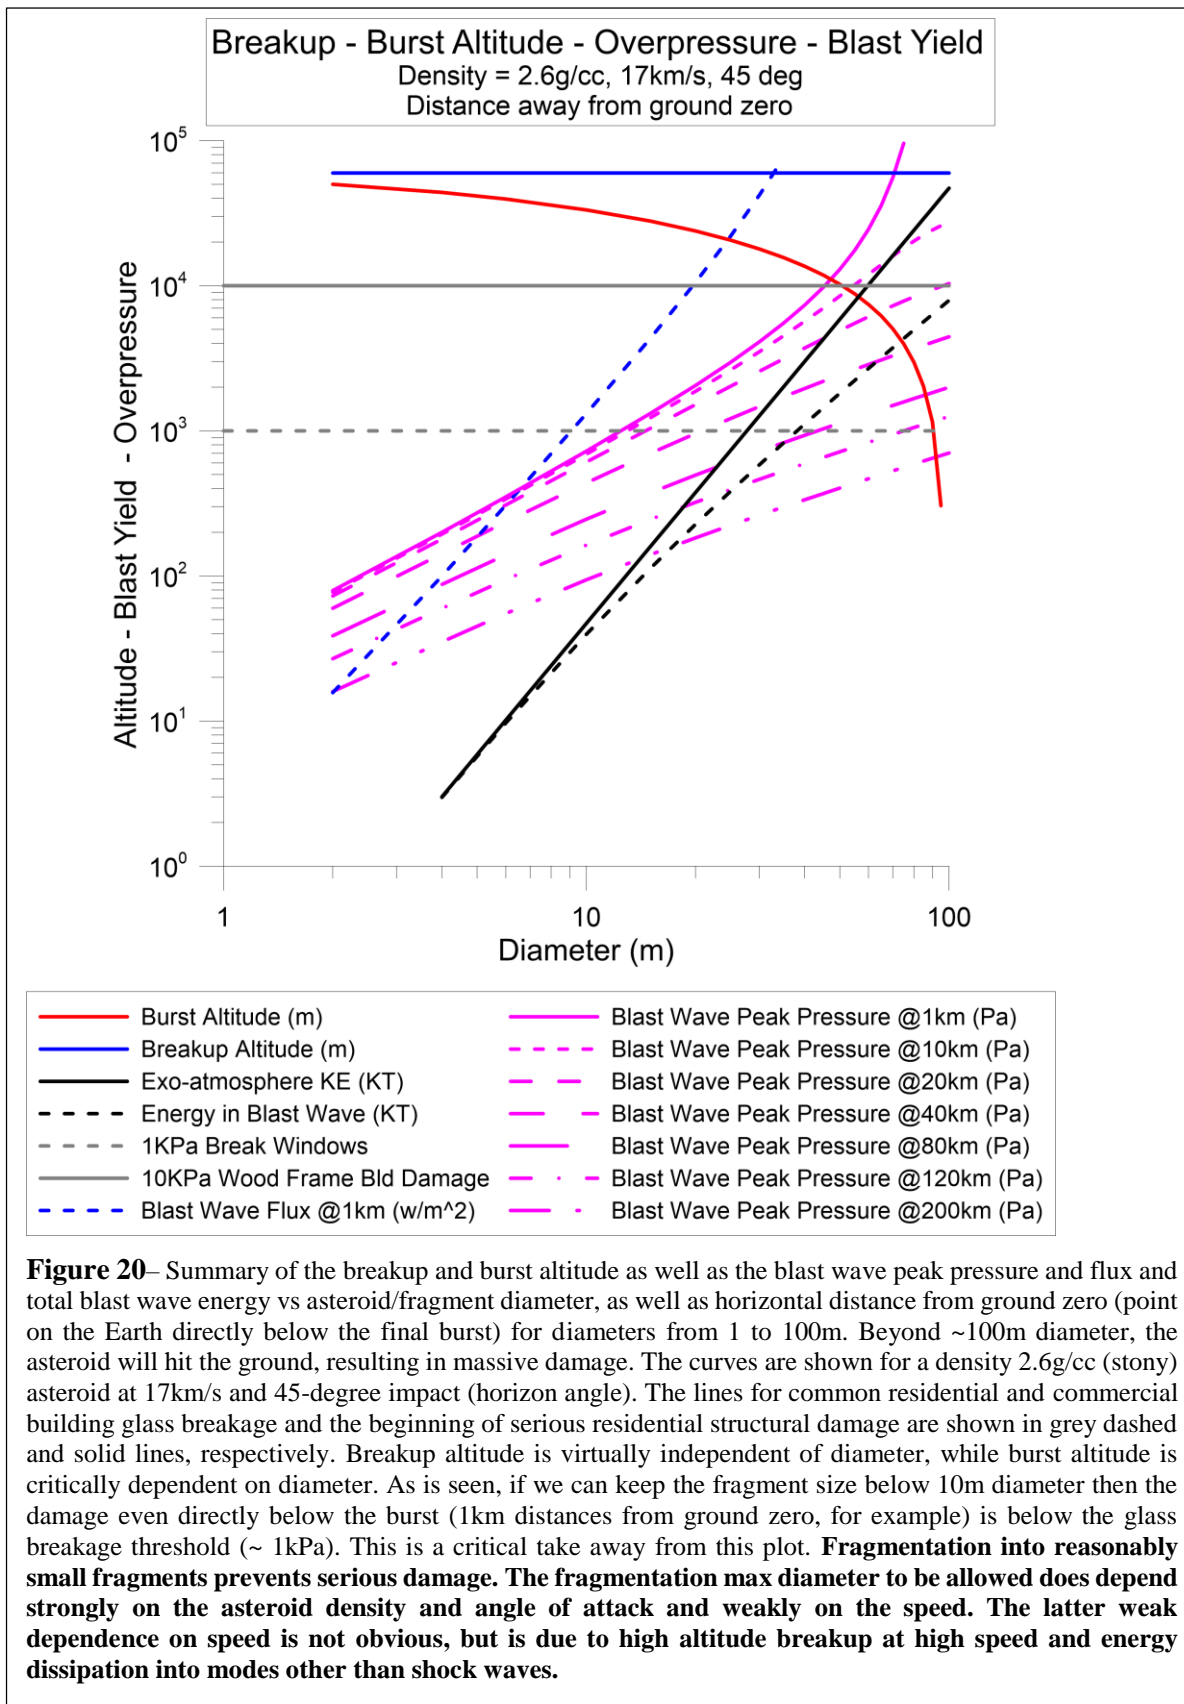 Breakup - Burst Altitude - Overpressure - Blast Yield
Density = 2.6g/cc, 17km/s, 45 deg
Distance away from ground zero
Altitude - Blast Yield - Overpressure
10⁵
10⁴
10³
10²
10¹
10⁰
1
10
100
Diameter (m)
Burst Altitude (m)
Breakup Altitude (m)
Exo-atmosphere KE (KT)
Energy in Blast Wave (KT)
1KPa Break Windows
10KPa Wood Frame Bld Damage
Blast Wave Flux @1km (w/m^2)
Blast Wave Peak Pressure @1km (Pa)
Blast Wave Peak Pressure @10km (Pa)
Blast Wave Peak Pressure @20km (Pa)
Blast Wave Peak Pressure @40km (Pa)
Blast Wave Peak Pressure @80km (Pa)
Blast Wave Peak Pressure @120km (Pa)
Blast Wave Peak Pressure @200km (Pa)
Figure 20– Summary of the breakup and burst altitude as well as the blast wave peak pressure and flux and
total blast wave energy vs asteroid/fragment diameter, as well as horizontal distance from ground zero (point
on the Earth directly below the final burst) for diameters from 1 to 100m. Beyond ~100m diameter, the
asteroid will hit the ground, resulting in massive damage. The curves are shown for a density 2.6g/cc (stony)
asteroid at 17km/s and 45-degree impact (horizon angle). The lines for common residential and commercial
building glass breakage and the beginning of serious residential structural damage are shown in grey dashed
and solid lines, respectively. Breakup altitude is virtually independent of diameter, while burst altitude is
critically dependent on diameter. As is seen, if we can keep the fragment size below 10m diameter then the
damage even directly below the burst (1km distances from ground zero, for example) is below the glass
breakage threshold (~ 1kPa). This is a critical take away from this plot. Fragmentation into reasonably
small fragments prevents serious damage. The fragmentation max diameter to be allowed does depend
strongly on the asteroid density and angle of attack and weakly on the speed. The latter weak
dependence on speed is not obvious, but is due to high altitude breakup at high speed and energy
dissipation into modes other than shock waves.